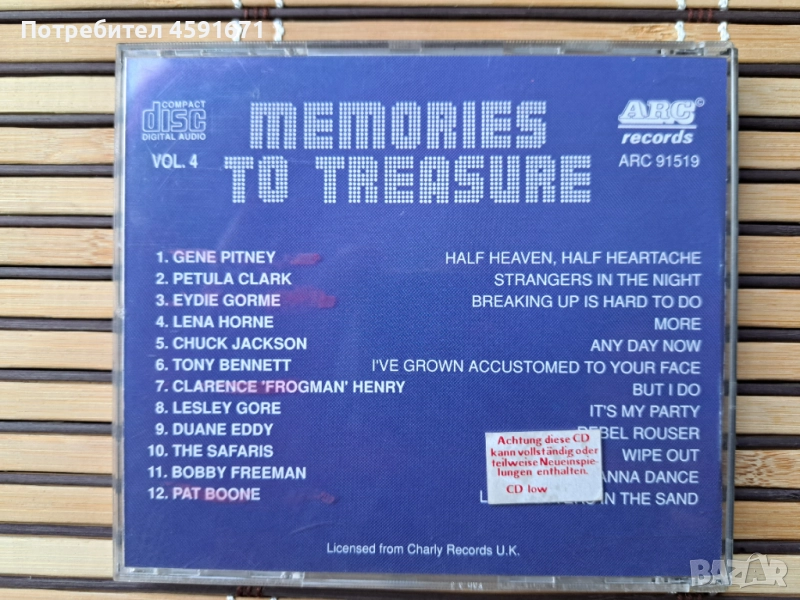 Потребител 4591671
COMPACT
disc
DIGITAL AUDIO
VOL. 4
MEMORIES
TO TREASURE
ARC©
records
ARC 91519
1. GENE PITNEY HALF HEAVEN, HALF HEARTACHE
2. PETULA CLARK STRANGERS IN THE NIGHT
3. EYDIE GORME BREAKING UP IS HARD TO DO
4. LENA HORNE MORE
5. CHUCK JACKSON ANY DAY NOW
6. TONY BENNETT I'VE GROWN ACCUSTOMED TO YOUR FACE
7. CLARENCE 'FROGMAN' HENRY BUT I DO
8. LESLEY GORE IT'S MY PARTY
9. DUANE EDDY REBEL ROUSER
10. THE SAFARIS WIPE OUT
11. BOBBY FREEMAN DANCE
12. PAT BOONE IN THE SAND
Achtung diese CD
kann vollständig oder
teilweise Neueinspie-
lungen enthalten.
CD low
Licensed from Charly Records U.K.
BAZAR